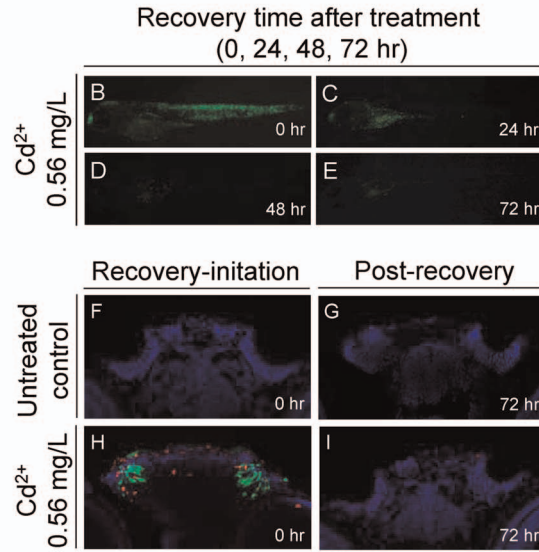 Recovery time after treatment
(0, 24, 48, 72 hr)
Cd²⁺
0.56 mg/L
B
0 hr
C
24 hr
D
48 hr
E
72 hr
Recovery-initation
Post-recovery
Untreated
control
F
0 hr
G
72 hr
Cd²⁺
0.56 mg/L
H
0 hr
I
72 hr